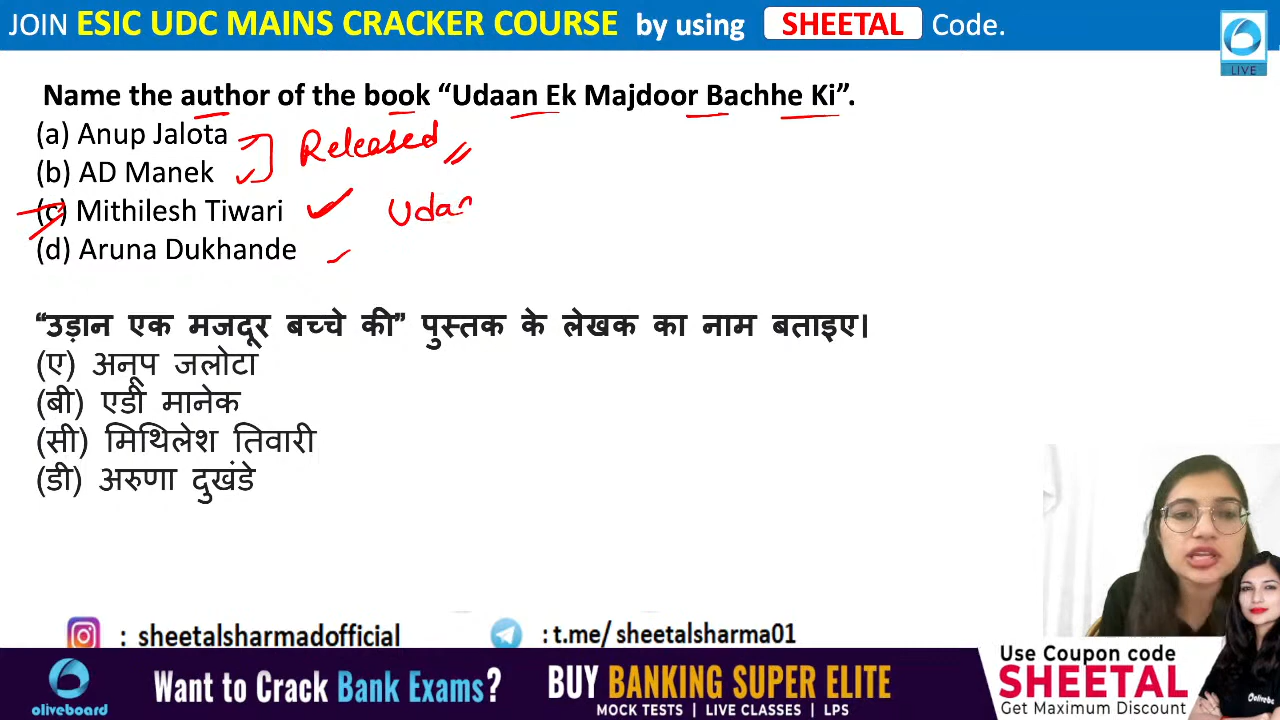 JOIN ESIC UDC MAINS CRACKER COURSE by using SHEETAL Code.
LIVE
Name the author of the book “Udaan Ek Majdoor Bachhe Ki”.
(a) Anup Jalota
(b) AD Manek
Released
(c) Mithilesh Tiwari
Udan
(d) Aruna Dukhande
“उड़ान एक मजदूर बच्चे की” पुस्तक के लेखक का नाम बताइए।
(ए) अनूप जलोटा
(बी) एडी मानेक
(सी) मिथिलेश तिवारी
(डी) अरुणा दुखंडे
: sheetalsharmadofficial
: t.me/ sheetalsharma01
oliveboard
Want to Crack Bank Exams?
BUY BANKING SUPER ELITE
MOCK TESTS | LIVE CLASSES | LPS
Use Coupon code
SHEETAL
Get Maximum Discount